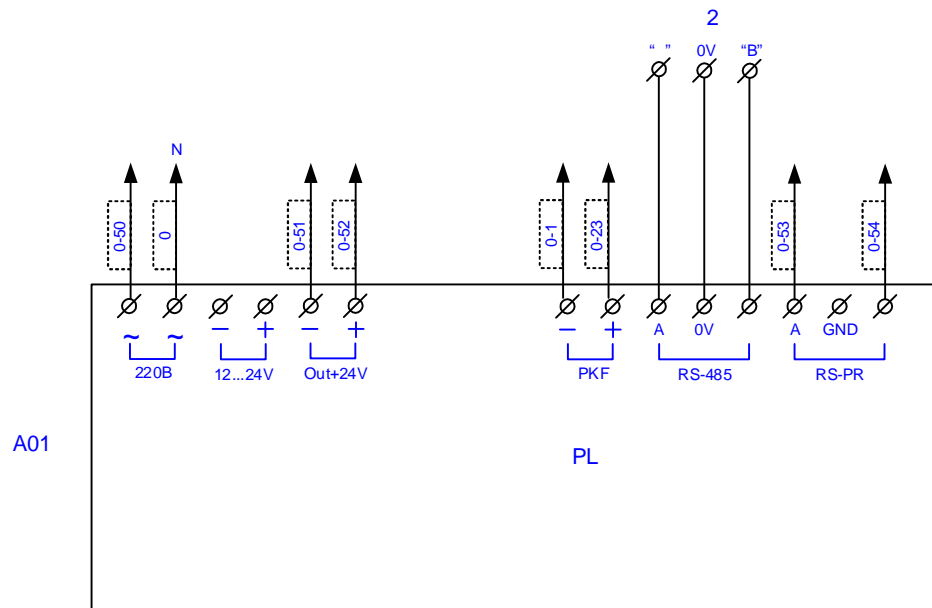 2
“ ” 0V “B”
N
0-50 0 0-51 0-52 0-1 0-23 0-53 0-54
~ ~ − + − + − + A 0V A GND
220В 12...24V Out+24V PKF RS-485 RS-PR
A01
PL